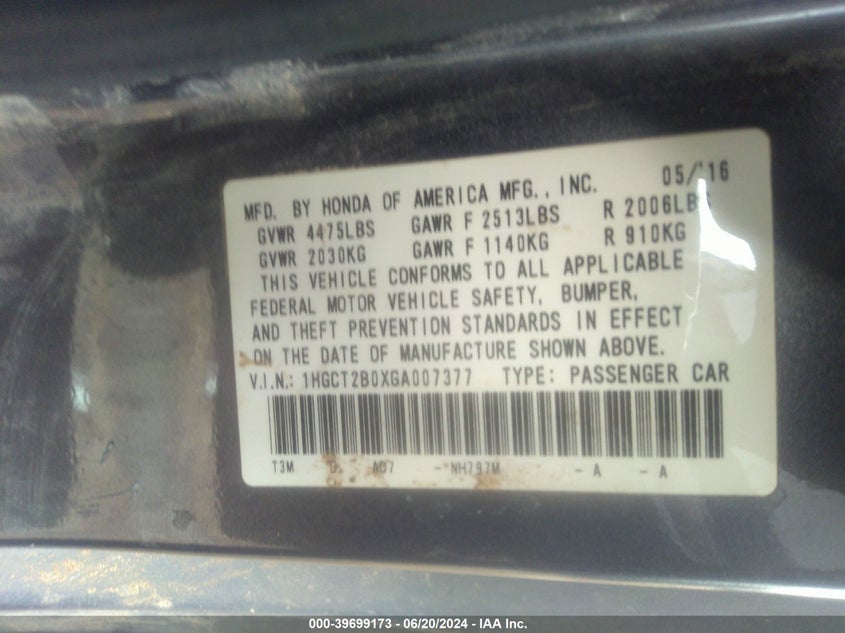 MFD. BY HONDA OF AMERICA MFG., INC. 05/'16
GVWR 4475LBS GAWR F 2513LBS R 2006LBS
GVWR 2030KG GAWR F 1140KG R 910KG
THIS VEHICLE CONFORMS TO ALL APPLICABLE
FEDERAL MOTOR VEHICLE SAFETY, BUMPER,
AND THEFT PREVENTION STANDARDS IN EFFECT
ON THE DATE OF MANUFACTURE SHOWN ABOVE.
V.I.N.: 1HGCT2B0XGA007377 TYPE: PASSENGER CAR
T3M A07 - NH797M - A - A
000-39699173 - 06/20/2024 - IAA Inc.